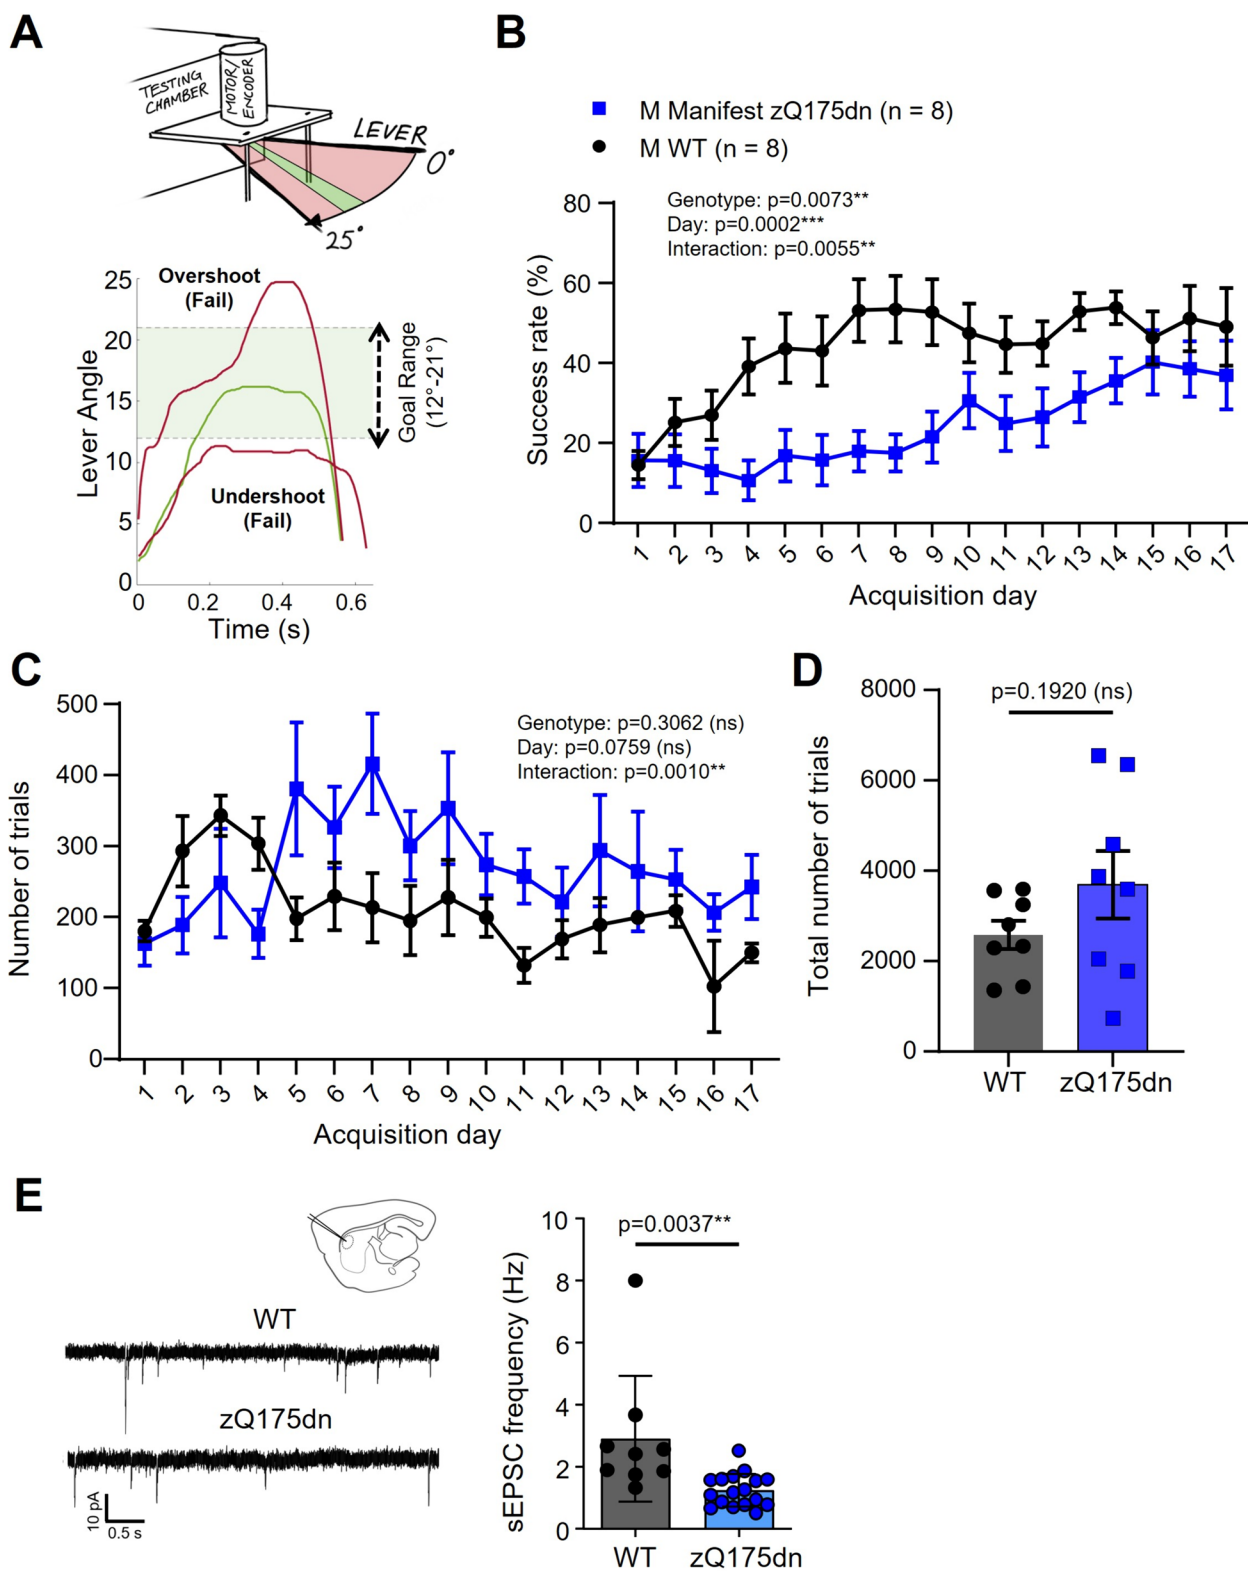 A
TESTING
CHAMBER
MOTOR/
ENCODER
LEVER
0°
25°
Overshoot
(Fail)
25
20
15
10
5
0
Lever Angle
Undershoot
(Fail)
Goal Range
(12°-21°)
0
0.2
0.4
0.6
Time (s)
B
M Manifest zQ175dn (n = 8)
M WT (n = 8)
Genotype: p=0.0073**
Day: p=0.0002***
Interaction: p=0.0055**
80
60
40
20
0
Success rate (%)
1 2 3 4 5 6 7 8 9 10 11 12 13 14 15 16 17
Acquisition day
C
500
400
300
200
100
0
Number of trials
Genotype: p=0.3062 (ns)
Day: p=0.0759 (ns)
Interaction: p=0.0010**
1 2 3 4 5 6 7 8 9 10 11 12 13 14 15 16 17
Acquisition day
D
8000
6000
4000
2000
0
Total number of trials
p=0.1920 (ns)
WT zQ175dn
E
WT
zQ175dn
10 pA
0.5 s
10
8
6
4
2
0
sEPSC frequency (Hz)
p=0.0037**
WT zQ175dn